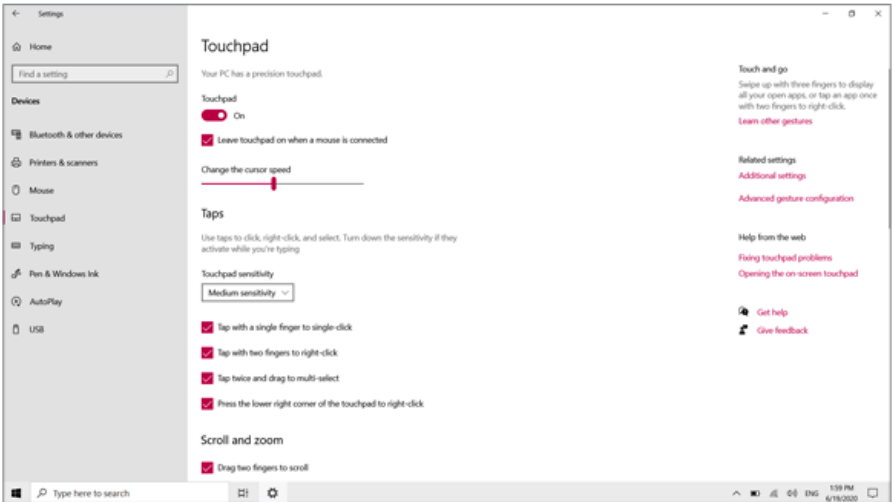 Settings
Home
Find a setting
Devices
Bluetooth & other devices
Printers & scanners
Mouse
Touchpad
Typing
Pen & Windows Ink
AutoPlay
USB
Touchpad
Your PC has a precision touchpad.
Touchpad
On
Leave touchpad on when a mouse is connected
Change the cursor speed
Taps
Use taps to click, right-click, and select. Turn down the sensitivity if they
activate while you're typing
Touchpad sensitivity
Medium sensitivity
Tap with a single finger to single-click
Tap with two fingers to right-click
Tap twice and drag to multi-select
Press the lower right corner of the touchpad to right-click
Scroll and zoom
Drag two fingers to scroll
Touch and go
Swipe up with three fingers to display
all your open apps, or tap an app once
with two fingers to right-click.
Learn other gestures
Related settings
Additional settings
Advanced gesture configuration
Help from the web
Fixing touchpad problems
Opening the on-screen touchpad
Get help
Give feedback
Type here to search
ENG
1:59 PM
6/19/2020